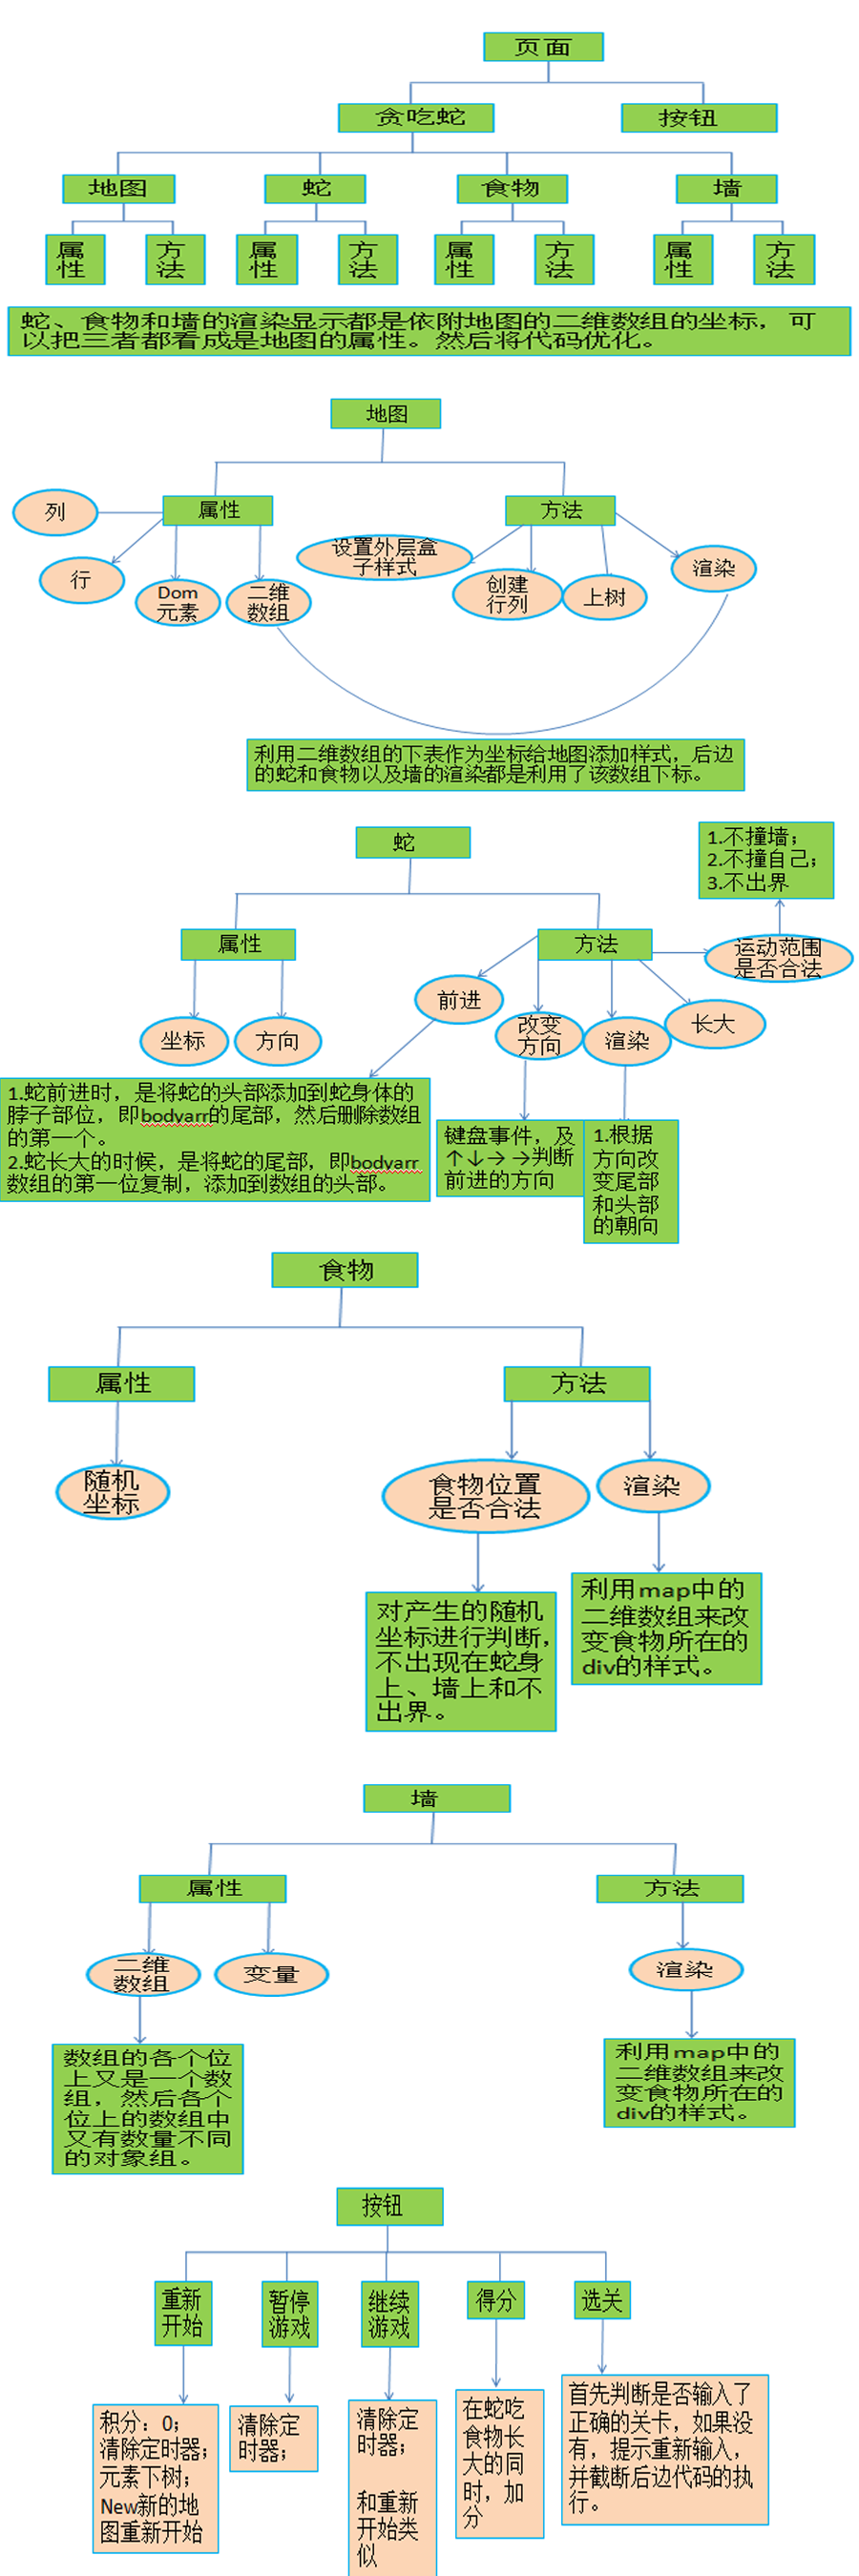 页面
贪吃蛇
按钮
地图
蛇
食物
墙
属
性
方
法
属
性
方
法
属
性
方
法
属
性
方
法
蛇、食物和墙的渲染显示都是依附地图的二维数组的坐标，可
以把三者都看成是地图的属性。然后将代码优化。
地图
属性
方法
列
行
Dom
元素
二维
数组
设置外层盒
子样式
创建
行列
上树
渲染
利用二维数组的下表作为坐标给地图添加样式，后边
的蛇和食物以及墙的渲染都是利用了该数组下标。
蛇
属性
方法
坐标
方向
前进
改变
方向
渲染
长大
运动范围
是否合法
1.不撞墙；
2.不撞自己；
3.不出界
1.蛇前进时，是将蛇的头部添加到蛇身体的
脖子部位，即bodyarr的尾部，然后删除数组
的第一个。
2.蛇长大的时候，是将蛇的尾部，即bodyarr
数组的第一位复制，添加到数组的头部。
键盘事件，及
↑↓→→判断
前进的方向
1.根据
方向改
变尾部
和头部
的朝向
食物
属性
方法
随机
坐标
食物位置
是否合法
渲染
对产生的随机
坐标进行判断，
不出现在蛇身
上、墙上和不
出界。
利用map中的
二维数组来改
变食物所在的
div的样式。
墙
属性
方法
二维
数组
变量
渲染
数组的各个位
上又是一个数
组，然后各个
位上的数组中
又有数量不同
的对象组。
利用map中的
二维数组来改
变食物所在的
div的样式。
按钮
重新
开始
暂停
游戏
继续
游戏
得分
选关
积分：0；
清除定时器；
元素下树；
New新的地
图重新开始
清除定
时器；
清除定
时器；
和重新
开始类
似
在蛇吃
食物长
大的同
时，加
分
首先判断是否输入了
正确的关卡，如果没
有，提示重新输入，
并截断后边代码的执
行。